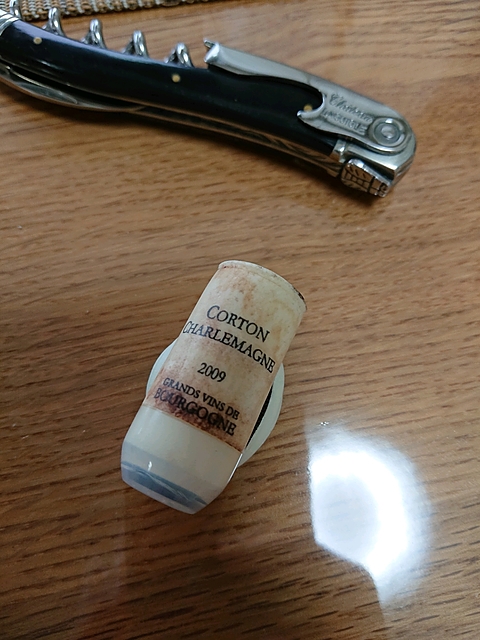 CORTON
CHARLEMAGNE
2009
GRANDS VINS DE
BOURGOGNE